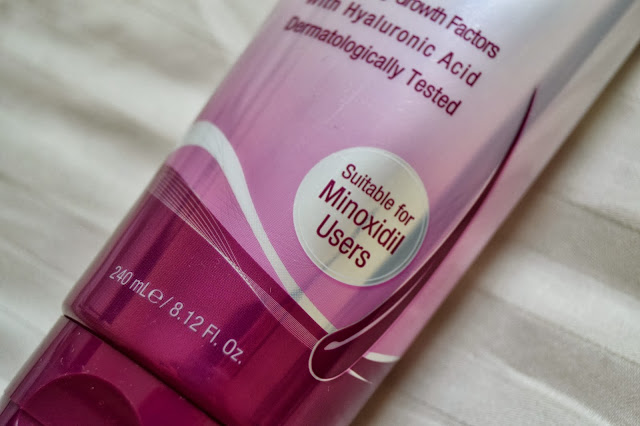 Growth Factors
with Hyaluronic Acid
Dermatologically Tested
Suitable for
Minoxidil
Users
240 mL℮/ 8.12 Fl. Oz.